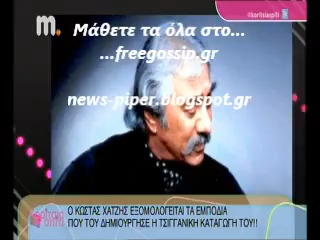 m.
Μάθετε τα όλα στο...
...freegossip.gr
@koritsiaspiti
news-piper.blogspot.gr
Ο ΚΩΣΤΑΣ ΧΑΤΖΗΣ ΕΞΟΜΟΛΟΓΕΙΤΑΙ ΤΑ ΕΜΠΟΔΙΑ
ΠΟΥ ΤΟΥ ΔΗΜΙΟΥΡΓΗΣΕ Η ΤΣΙΓΓΑΝΙΚΗ ΚΑΤΑΓΩΓΗ ΤΟΥ!!